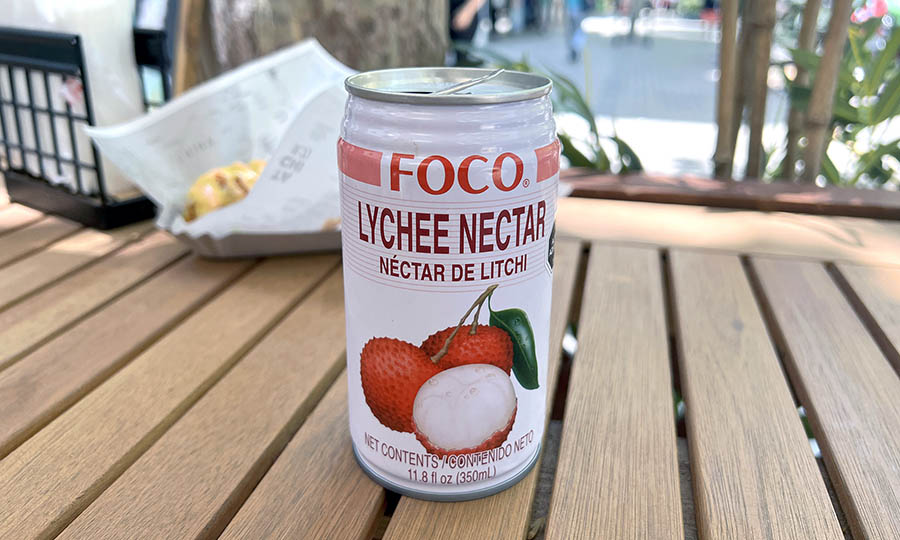 FOCO®
LYCHEE NECTAR
NÉCTAR DE LITCHI
NET CONTENTS / CONTENIDO NETO
11.8 fl oz (350mL)